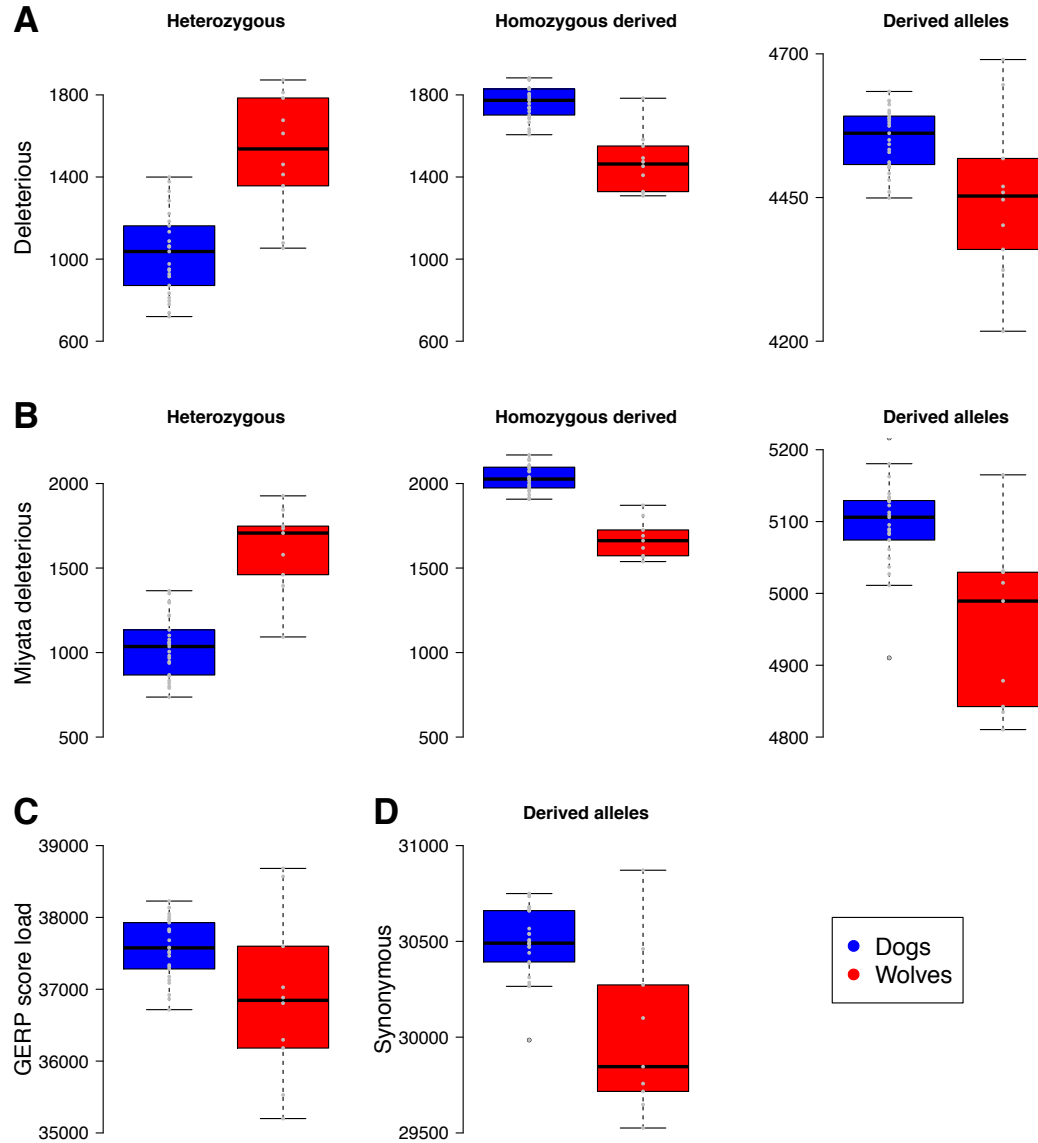 A
Heterozygous
Homozygous derived
Derived alleles
Deleterious
1800
1400
1000
600
1800
1400
1000
600
4700
4450
4200
B
Heterozygous
Homozygous derived
Derived alleles
Miyata deleterious
2000
1500
1000
500
2000
1500
1000
500
5200
5100
5000
4900
4800
C
GERP score load
39000
38000
37000
36000
35000
D
Derived alleles
Synonymous
31000
30500
30000
29500
Dogs
Wolves